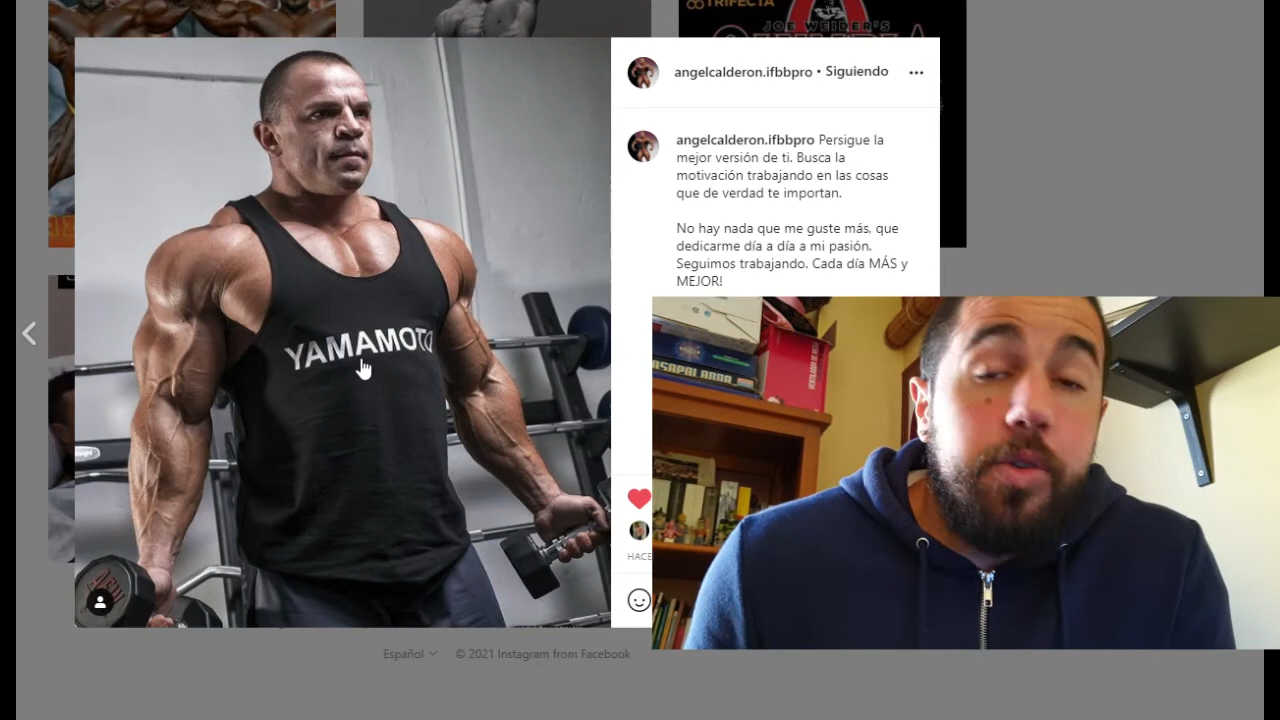 TRIFECTA
JOE WEIDER'S
angelcalderon.ifbbpro • Siguiendo
angelcalderon.ifbbpro Persigue la
mejor versión de ti. Busca la
motivación trabajando en las cosas
que de verdad te importan.
No hay nada que me guste más, que
dedicarme día a día a mi pasión.
Seguimos trabajando. Cada día MÁS y
MEJOR!
YAMAMOTO
HACE
Español
© 2021 Instagram from Facebook